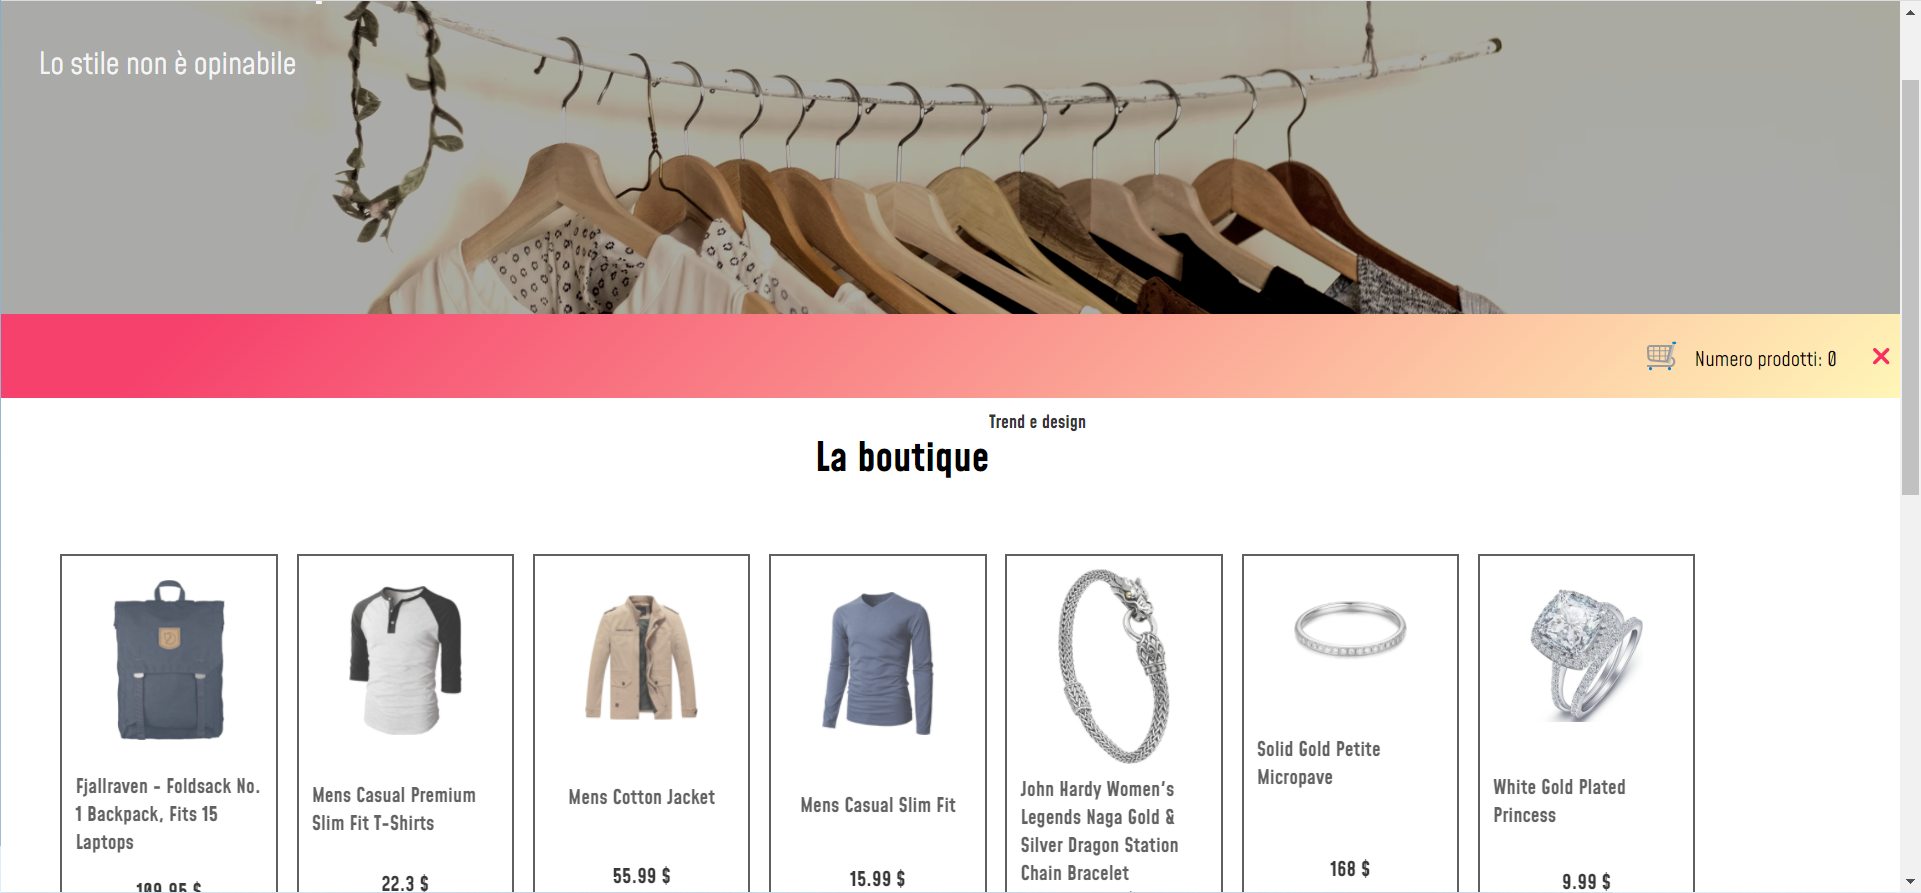 Lo stile non è opinabile
Numero prodotti: 0
Trend e design
La boutique
Fjallraven - Foldsack No.
1 Backpack, Fits 15
Laptops
109.95 $
Mens Casual Premium
Slim Fit T-Shirts
22.3 $
Mens Cotton Jacket
55.99 $
Mens Casual Slim Fit
15.99 $
John Hardy Women's
Legends Naga Gold &
Silver Dragon Station
Chain Bracelet
Solid Gold Petite
Micropave
168 $
White Gold Plated
Princess
9.99 $